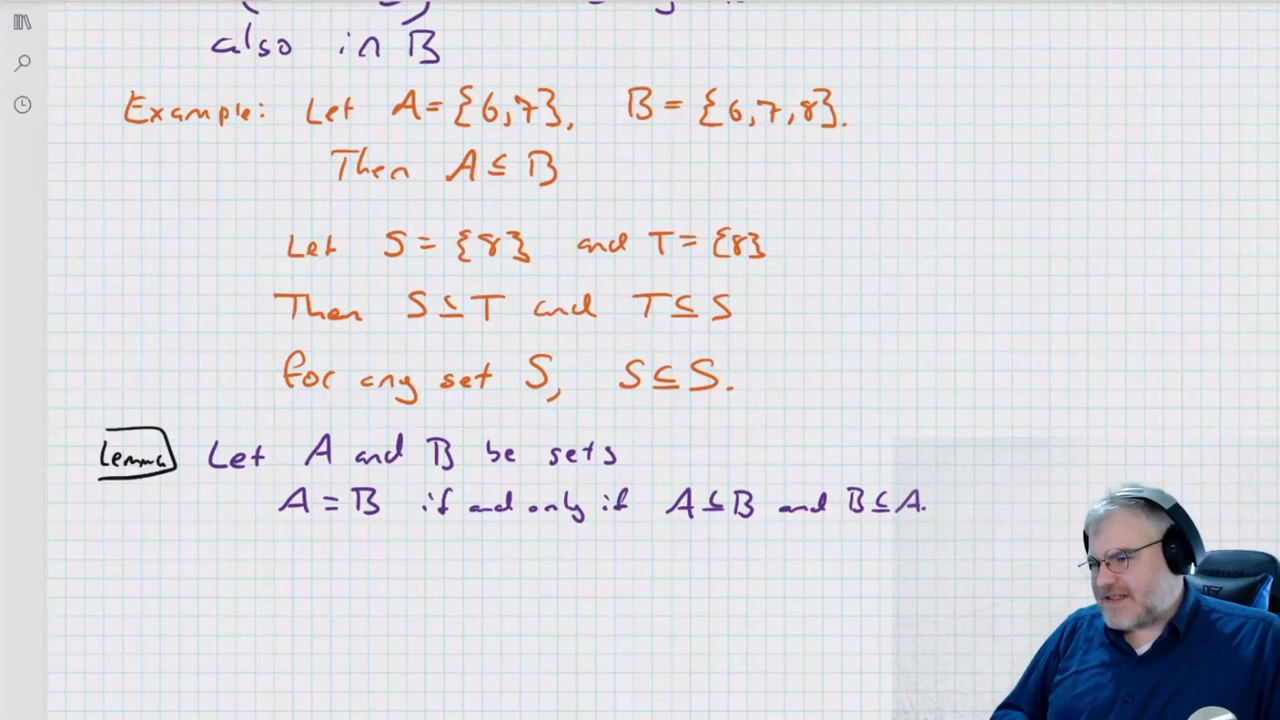 also in B
Example: Let A = {6,7}, B = {6,7,8}.
Then A ⊆ B
Let S = {8} and T = {8}
Then S ⊆ T and T ⊆ S
for any set S, S ⊆ S.
Lemma Let A and B be sets
A = B if and only if A ⊆ B and B ⊆ A.